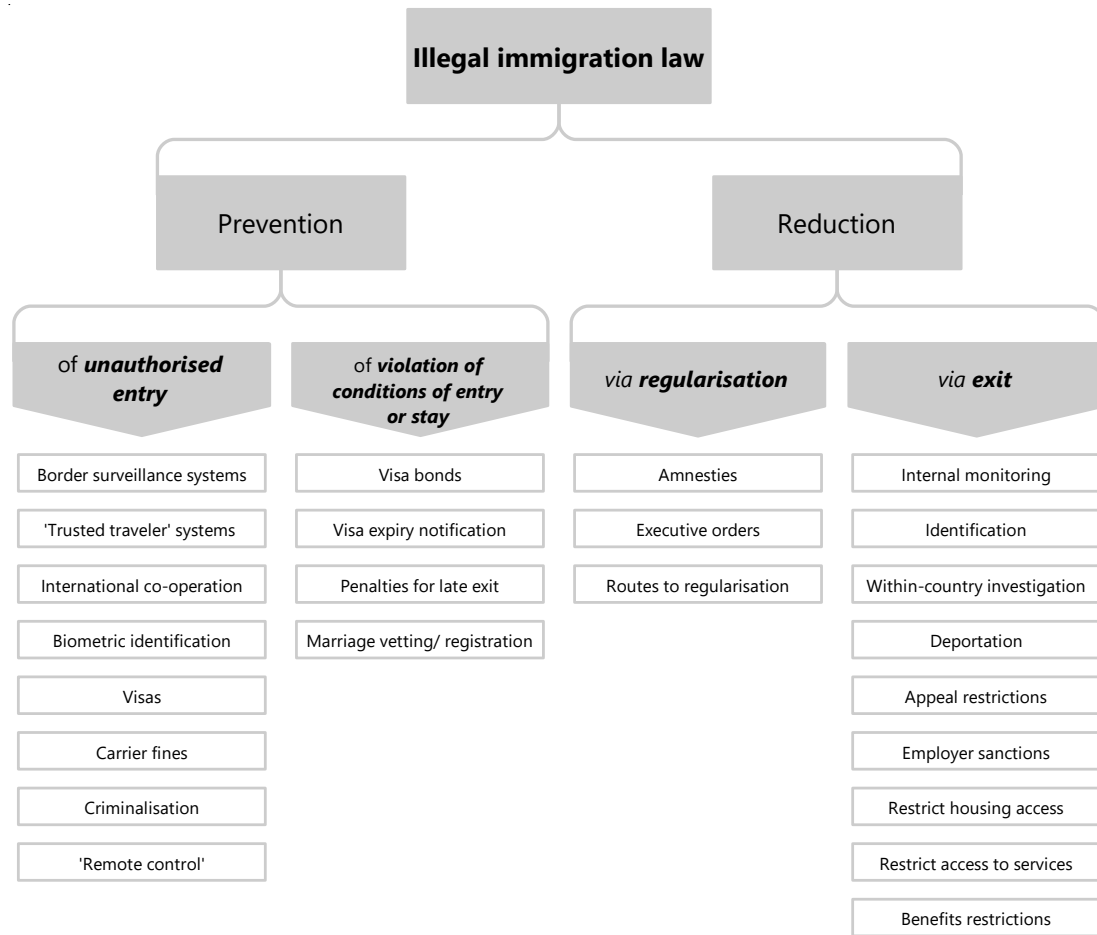 Illegal immigration law
Prevention
Reduction
of unauthorised
entry
of violation of
conditions of entry
or stay
via regularisation
via exit
Border surveillance systems
'Trusted traveler' systems
International co-operation
Biometric identification
Visas
Carrier fines
Criminalisation
'Remote control'
Visa bonds
Visa expiry notification
Penalties for late exit
Marriage vetting/ registration
Amnesties
Executive orders
Routes to regularisation
Internal monitoring
Identification
Within-country investigation
Deportation
Appeal restrictions
Employer sanctions
Restrict housing access
Restrict access to services
Benefits restrictions